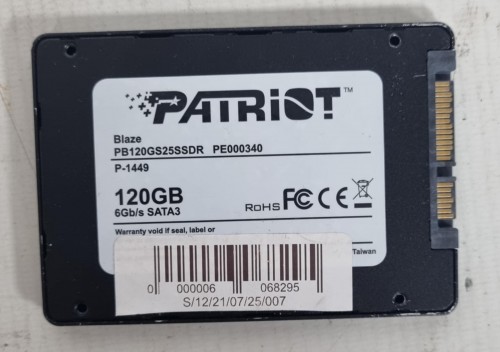 PATRIOT™
Blaze
PB120GS25SSDR PE000340
P-1449
120GB
6Gb/s SATA3
RoHS FC CE
Warranty void if seal, label or
Taiwan
0 000006 068295
S/12/21/07/25/007